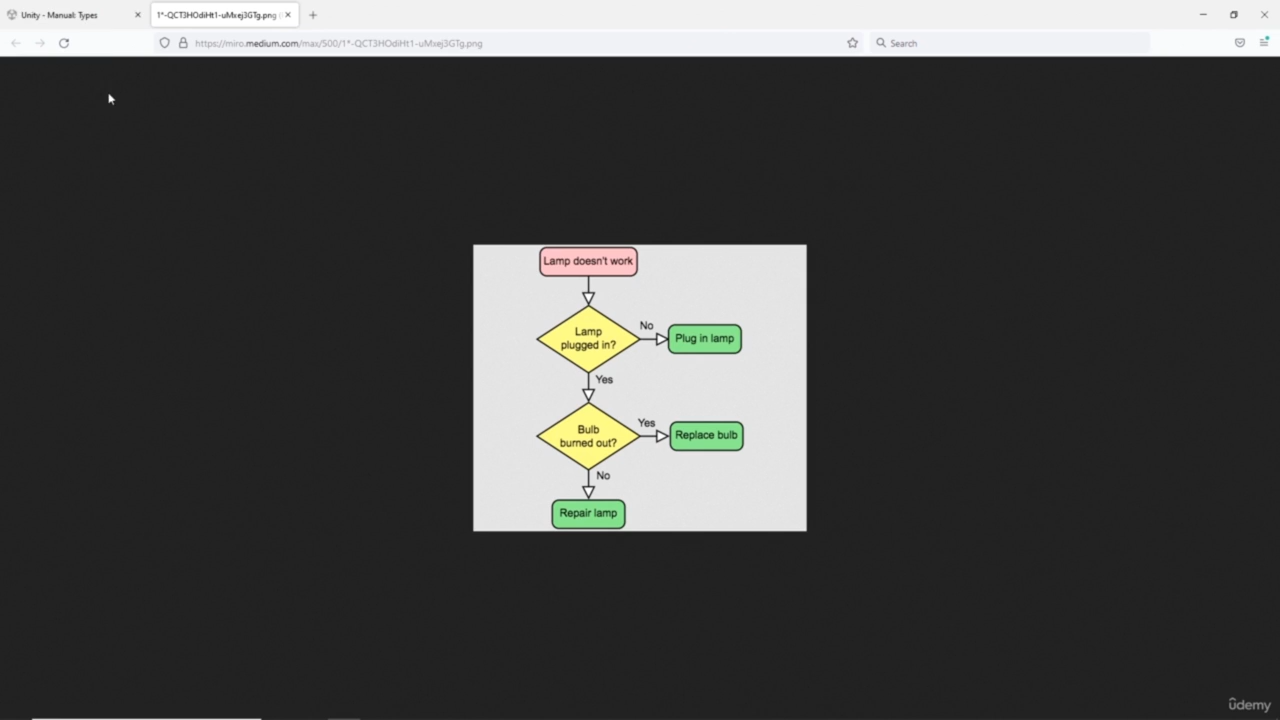 Unity - Manual: Types
1*-QCT3HOdiHt1-uMxej3GTg.png
https://miro.medium.com/max/500/1*-QCT3HOdiHt1-uMxej3GTg.png
Search
Lamp doesn't work
Lamp
plugged in?
No
Plug in lamp
Yes
Bulb
burned out?
Yes
Replace bulb
No
Repair lamp
ûdemy